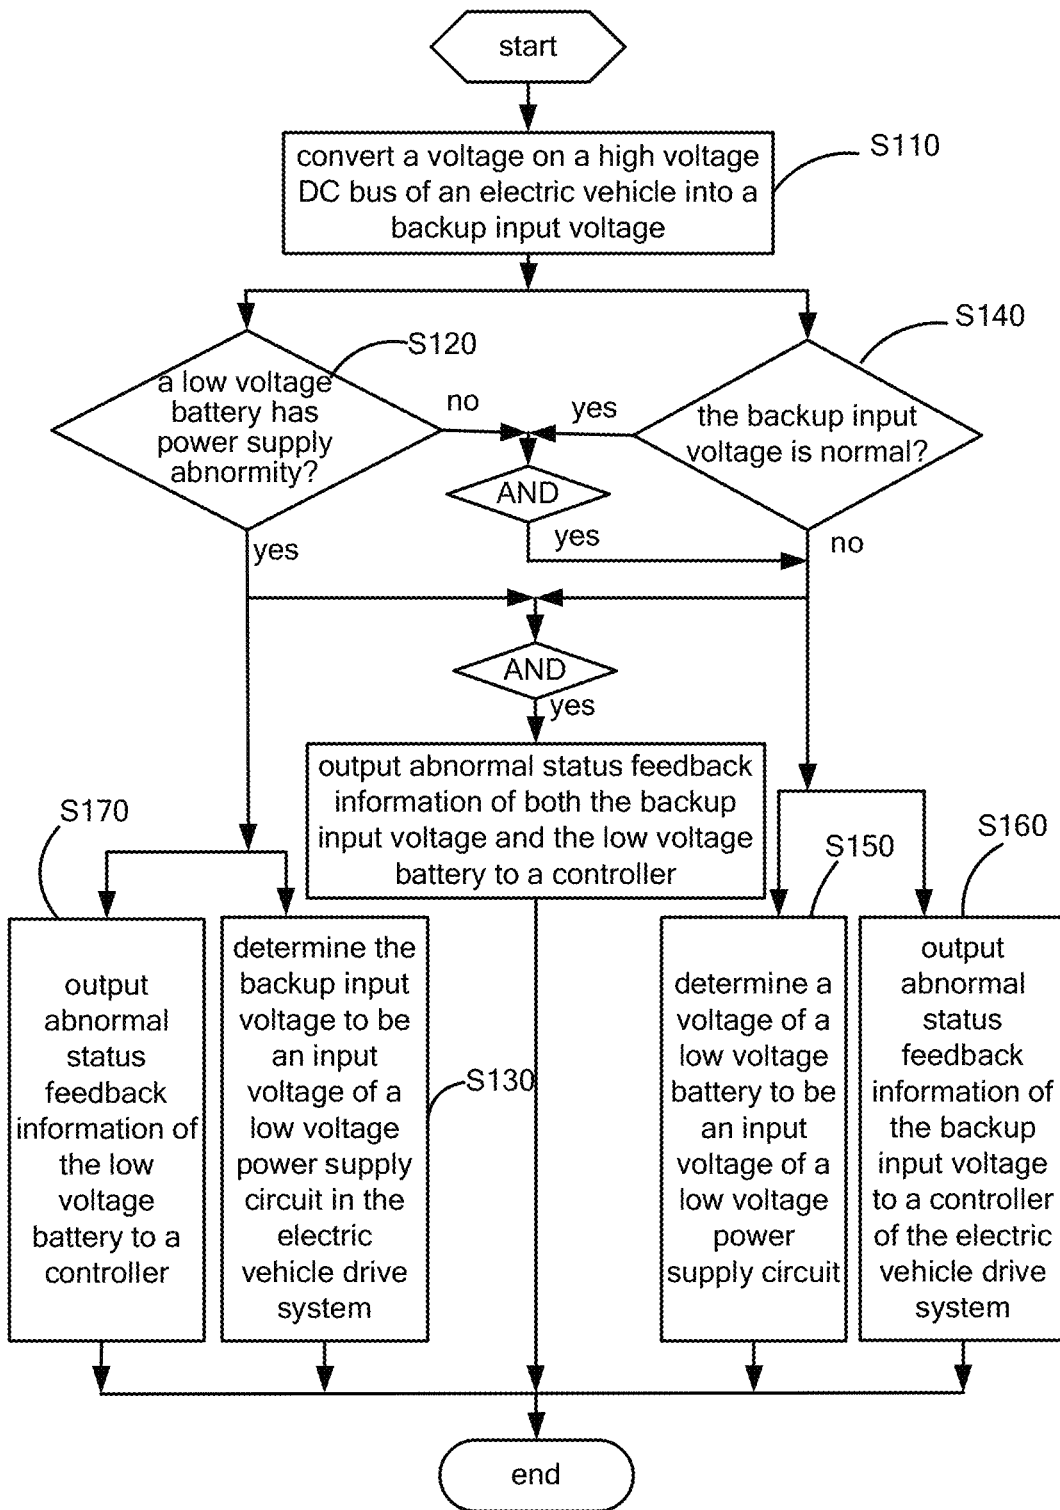 start
convert a voltage on a high voltage
DC bus of an electric vehicle into a
backup input voltage
S110
S120
a low voltage
battery has
power supply
abnormity?
no
yes
S140
the backup input
voltage is normal?
AND
yes
yes
no
AND
yes
output abnormal status feedback
information of both the backup
input voltage and the low voltage
battery to a controller
S170
output
abnormal
status
feedback
information of
the low
voltage
battery to a
controller
determine the
backup input
voltage to be
an input
voltage of a
low voltage
power supply
circuit in the
electric
vehicle drive
system
S130
S150
determine a
voltage of a
low voltage
battery to be
an input
voltage of a
low voltage
power
supply circuit
S160
output
abnormal
status
feedback
information of
the backup
input voltage
to a controller
of the electric
vehicle drive
system
end